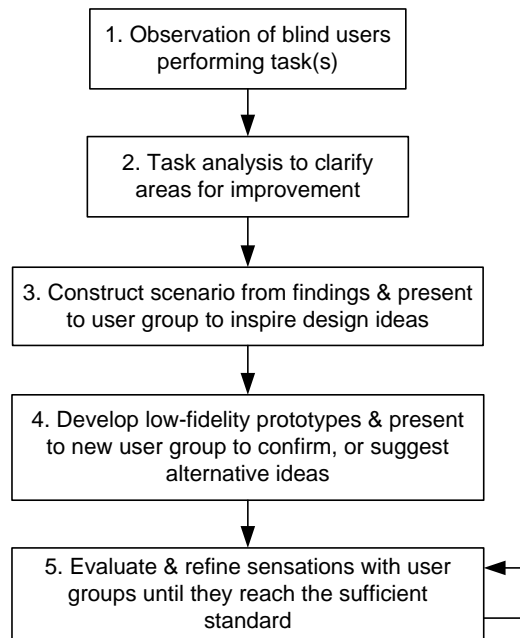 1. Observation of blind users
performing task(s)
2. Task analysis to clarify
areas for improvement
3. Construct scenario from findings & present
to user group to inspire design ideas
4. Develop low-fidelity prototypes & present
to new user group to confirm, or suggest
alternative ideas
5. Evaluate & refine sensations with user
groups until they reach the sufficient
standard